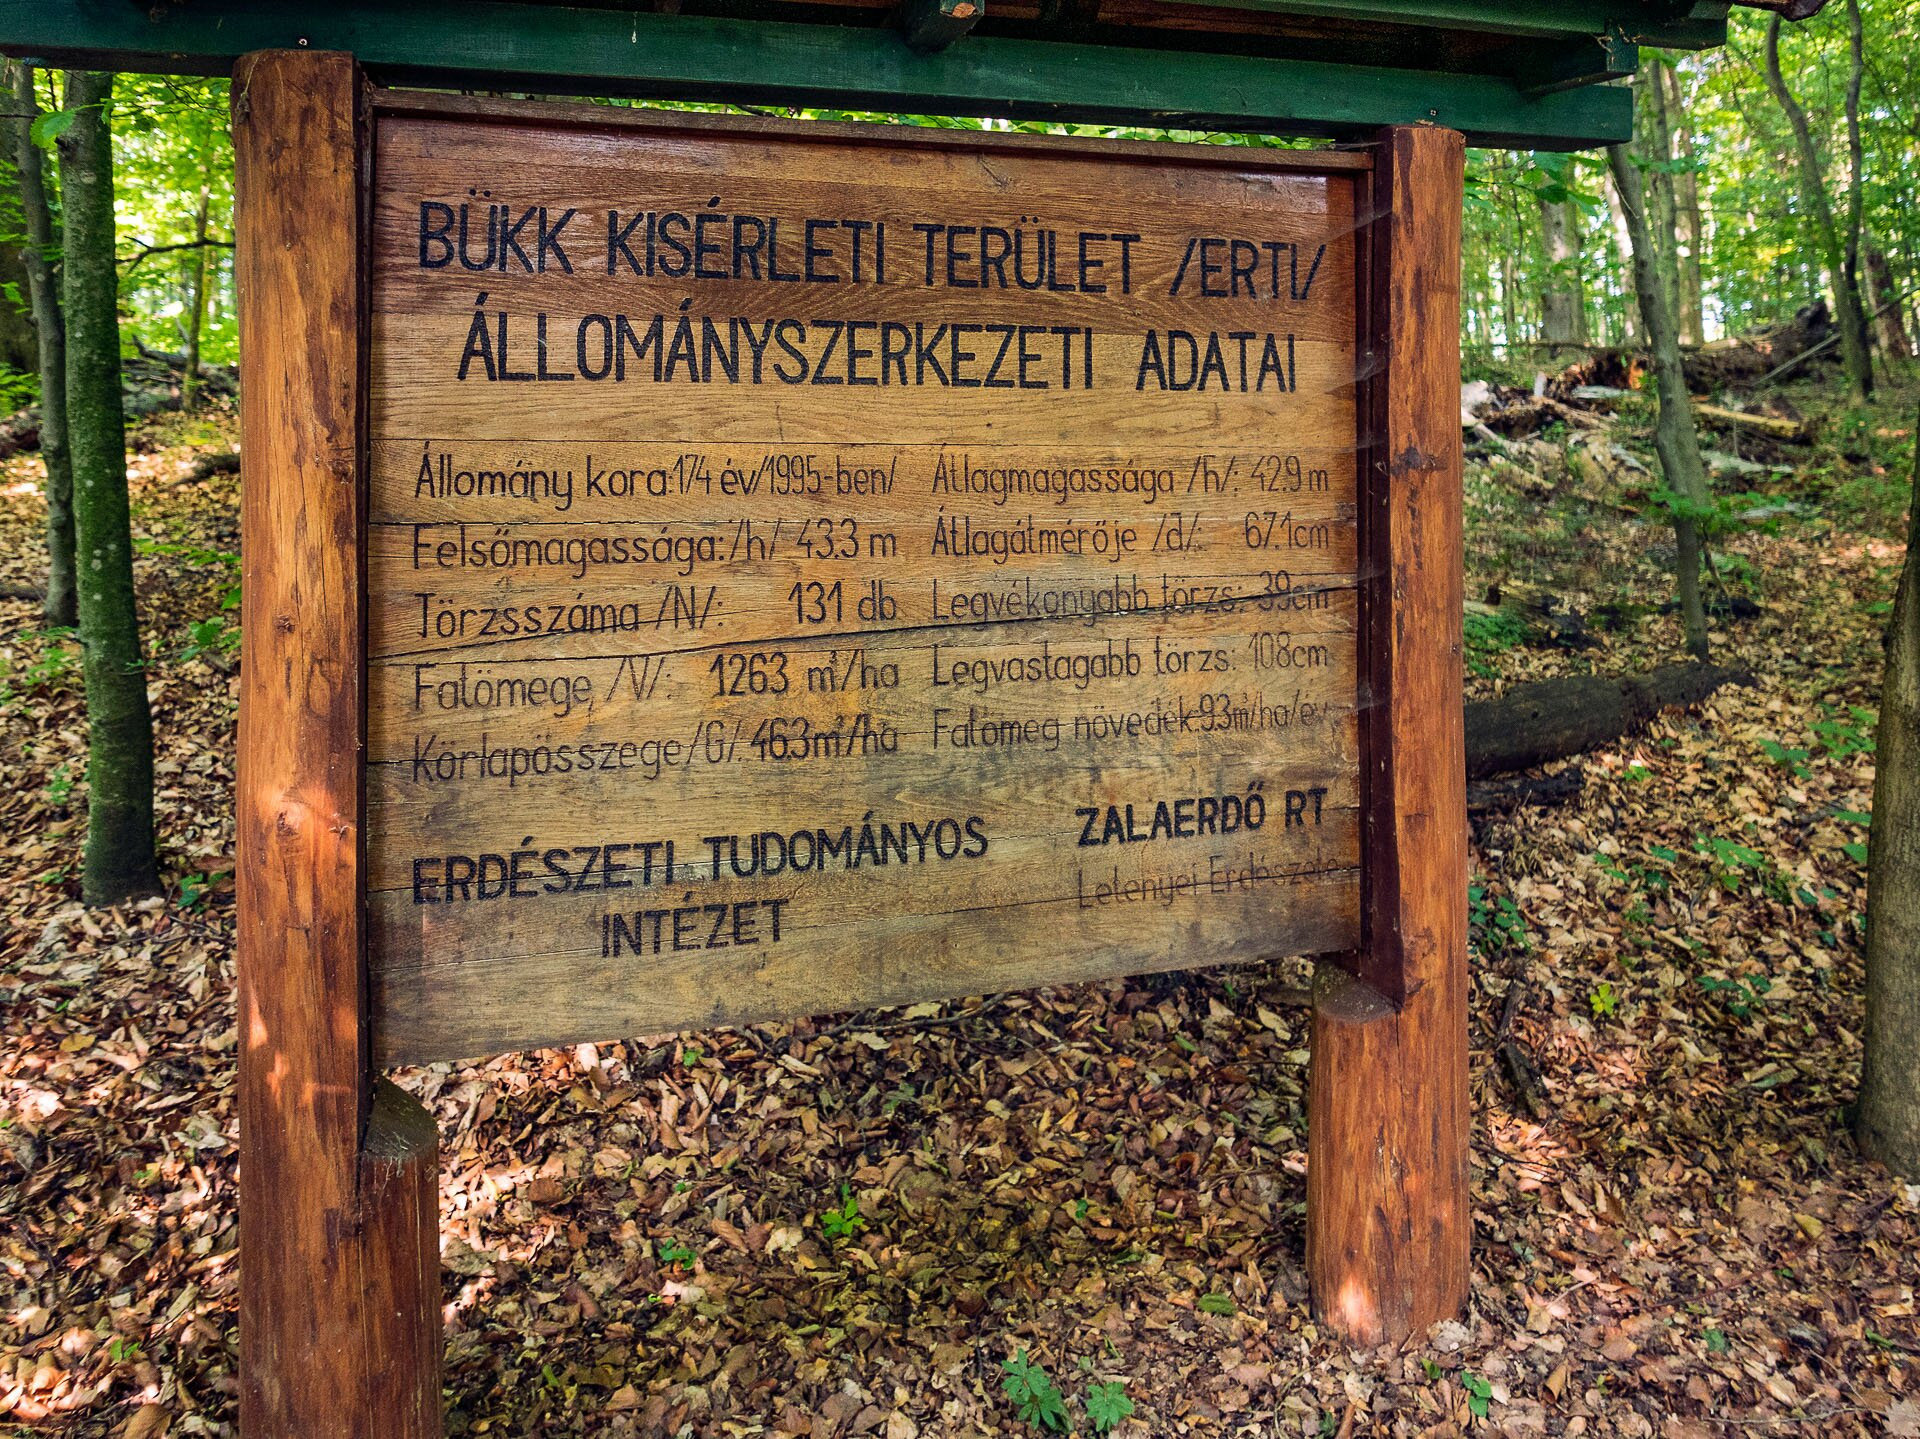 BÜKK KISÉRLETI TERÜLET /ERTI/
ÁLLOMÁNYSZERKEZETI ADATAI
Állomány kora:174 év/1995-ben/ Átlagmagassága /h̄/: 42.9 m
Felsőmagassága:/h/ 43.3 m Átlagátmérője /d̄/: 67.1cm
Törzsszáma /N/: 131 db Legvékonyabb törzs: 39cm
Fatömege /V/: 1263 m³/ha Legvastagabb törzs: 108cm
Körlapösszege/G/: 46.3m²/ha Fatömeg növedék:9.3m³/ha/év
ERDÉSZETI TUDOMÁNYOS
INTÉZET
ZALAERDŐ RT
Letenyei Erdészete